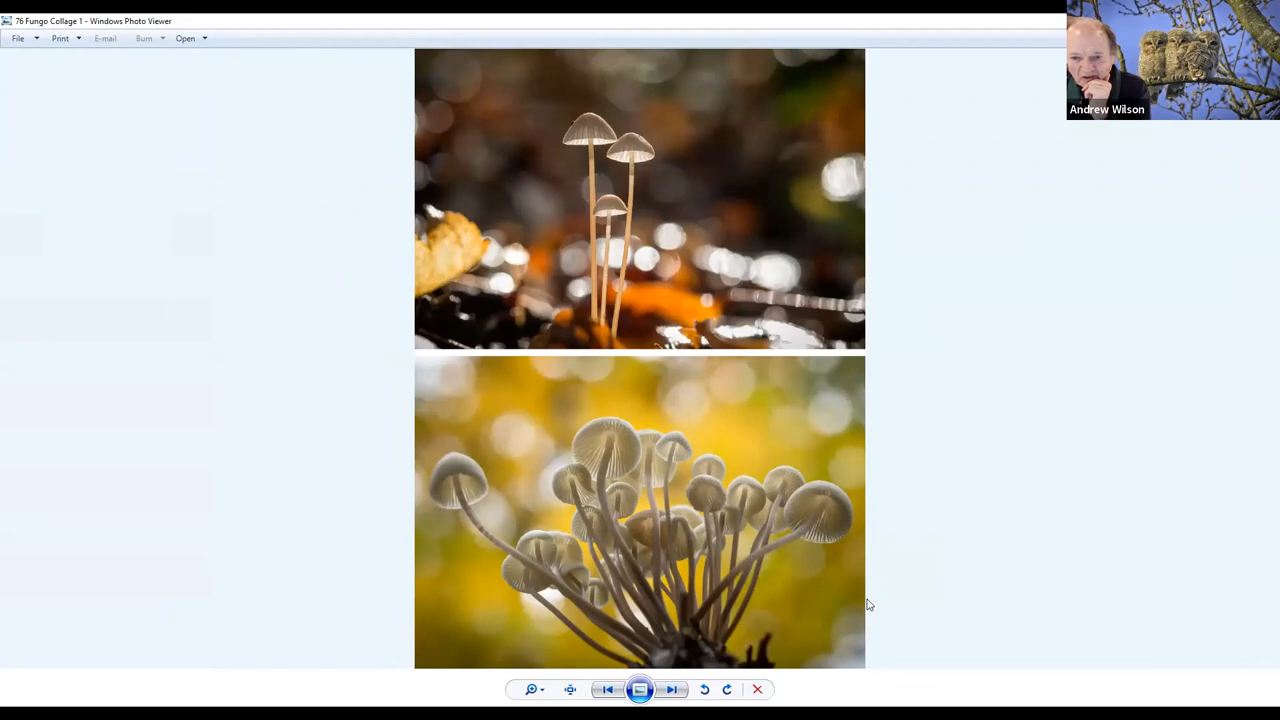 76 Fungo Collage 1 - Windows Photo Viewer
File Print E-mail Burn Open
Andrew Wilson